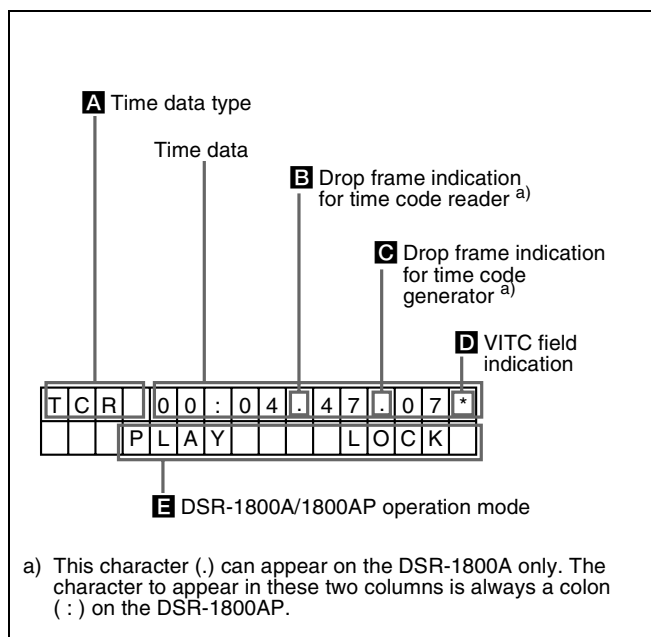 A Time data type
Time data
B Drop frame indication
for time code reader a)
C Drop frame indication
for time code
generator a)
D VITC field
indication
TCR 00:04.47.07*
PLAY LOCK
E DSR-1800A/1800AP operation mode
a) This character (.) can appear on the DSR-1800A only. The
character to appear in these two columns is always a colon
( : ) on the DSR-1800AP.